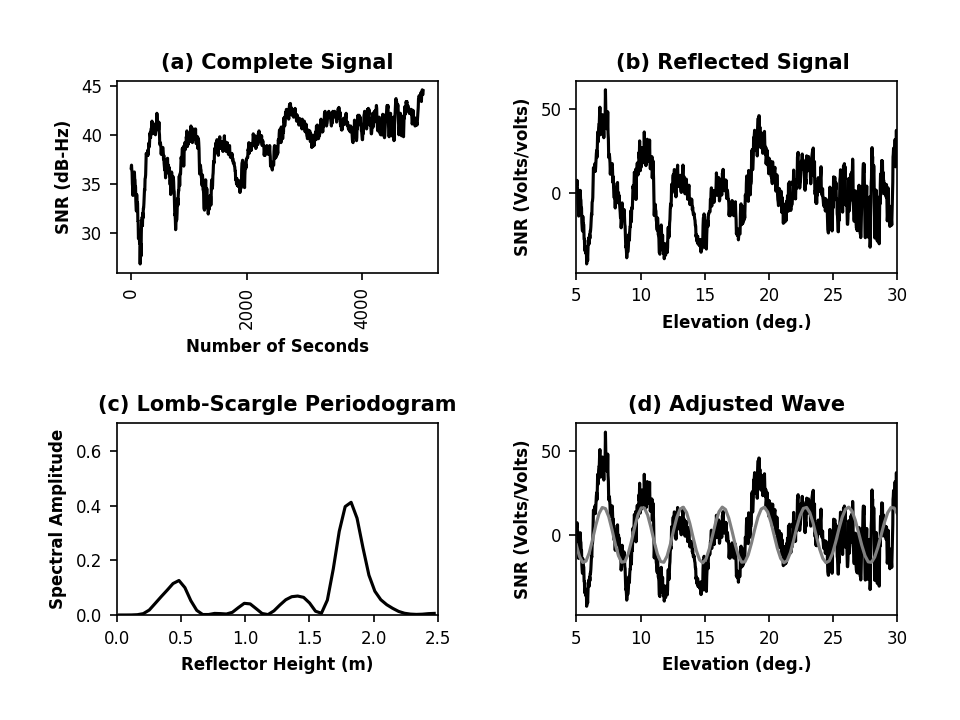 (a) Complete Signal
45
40
35
30
SNR (dB-Hz)
0
2000
4000
Number of Seconds
(b) Reflected Signal
50
0
SNR (Volts/volts)
5 10 15 20 25 30
Elevation (deg.)
(c) Lomb-Scargle Periodogram
0.6
0.4
0.2
0.0
Spectral Amplitude
0.0 0.5 1.0 1.5 2.0 2.5
Reflector Height (m)
(d) Adjusted Wave
50
0
SNR (Volts/Volts)
5 10 15 20 25 30
Elevation (deg.)